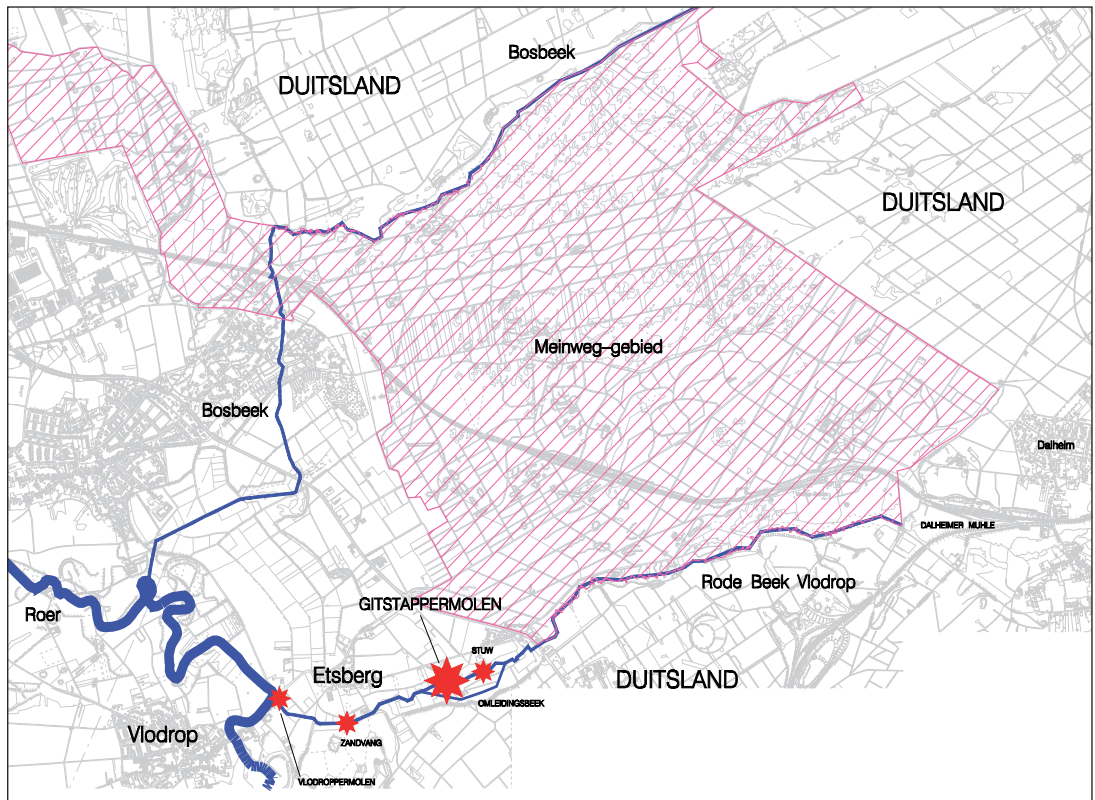 Bosbeek
DUITSLAND
DUITSLAND
Meinweg-gebied
Bosbeek
Dalheim
DALHEIMER MUHLE
Rode Beek Vlodrop
GITSTAPPERMOLEN
Roer
STUW
Etsberg
DUITSLAND
OMLEIDINGSBEEK
Vlodrop
ZANDVANG
VLODROPPERMOLEN